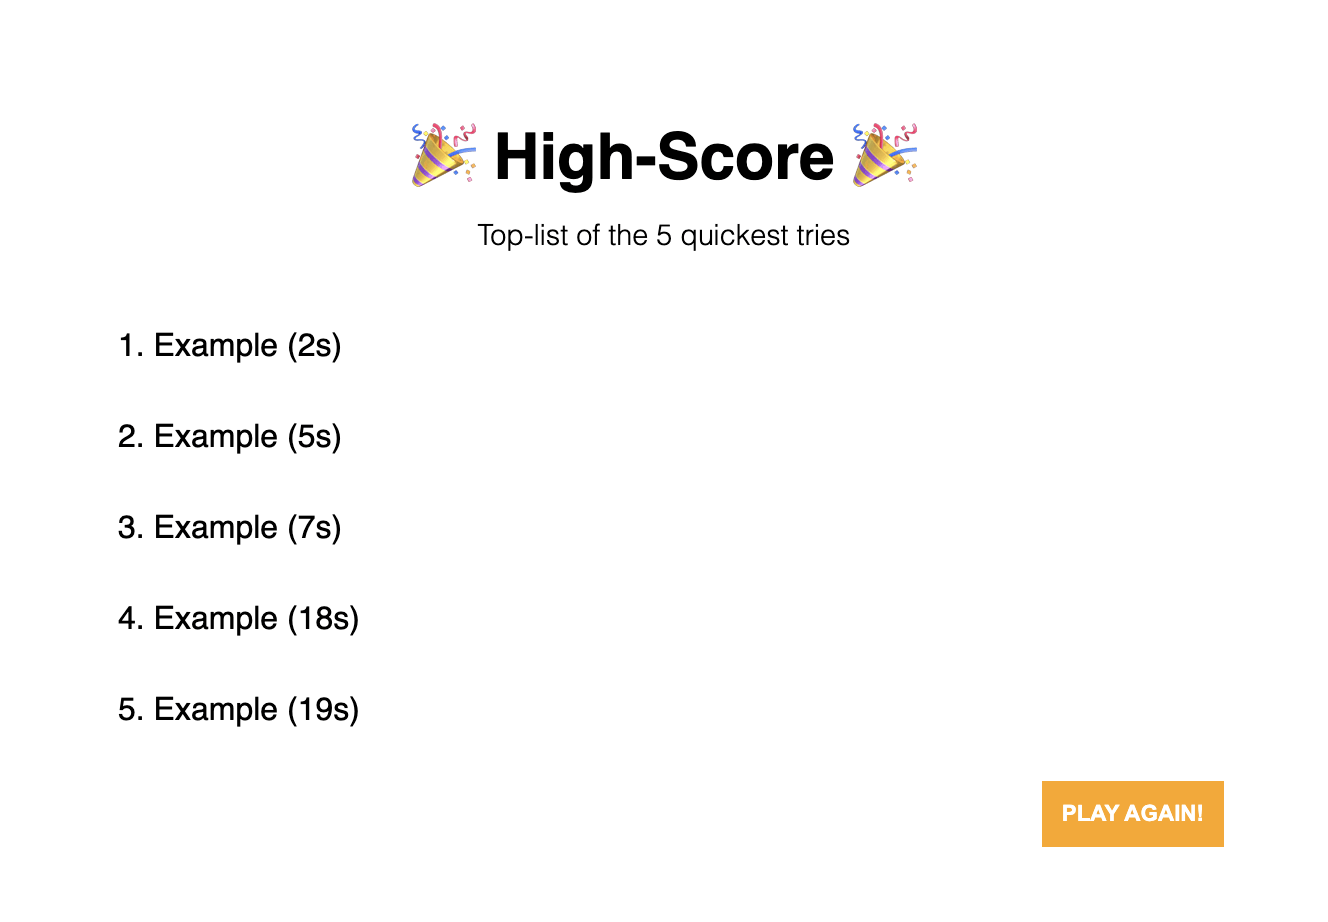 🎉 High-Score 🎉
Top-list of the 5 quickest tries
1. Example (2s)
2. Example (5s)
3. Example (7s)
4. Example (18s)
5. Example (19s)
PLAY AGAIN!